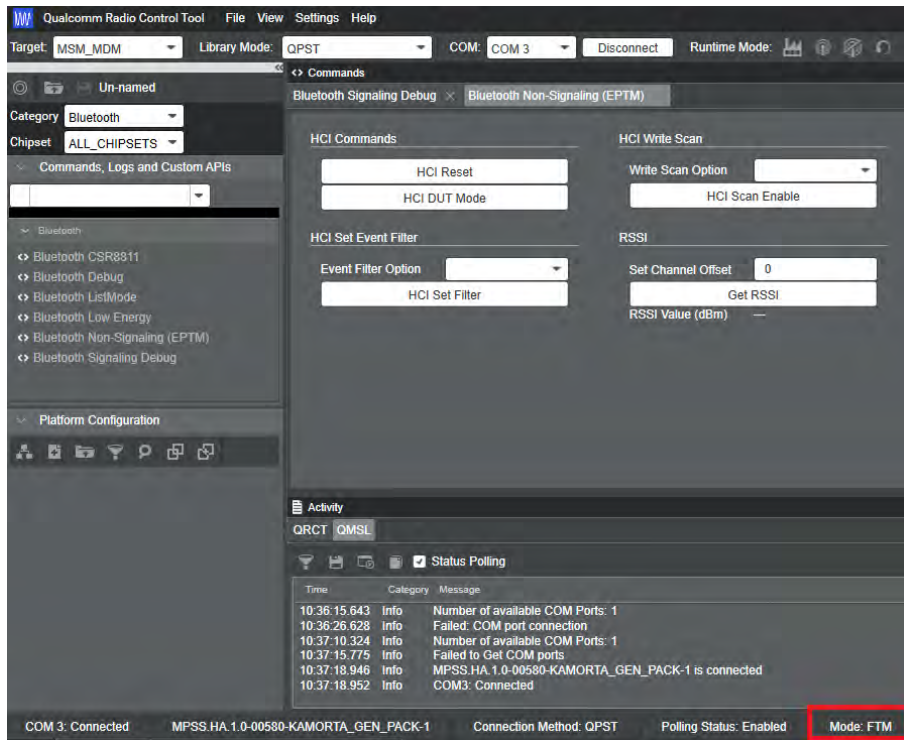 Qualcomm Radio Control Tool File View Settings Help
Target: MSM_MDM Library Mode: QPST COM: COM 3 Disconnect Runtime Mode:
Un-named
Category Bluetooth
Chipset ALL_CHIPSETS
Commands, Logs and Custom APIs
Bluetooth
<> Bluetooth CSR8811
<> Bluetooth Debug
<> Bluetooth ListMode
<> Bluetooth Low Energy
<> Bluetooth Non-Signaling (EPTM)
<> Bluetooth Signaling Debug
Platform Configuration
<> Commands
Bluetooth Signaling Debug × Bluetooth Non-Signaling (EPTM)
HCI Commands
HCI Reset
HCI DUT Mode
HCI Set Event Filter
Event Filter Option
HCI Set Filter
HCI Write Scan
Write Scan Option
HCI Scan Enable
RSSI
Set Channel Offset 0
Get RSSI
RSSI Value (dBm) —
Activity
QRCT QMSL
Status Polling
Time Category Message
10:36:15.643 Info Number of available COM Ports: 1
10:36:26.628 Info Failed: COM port connection
10:37:10.324 Info Number of available COM Ports: 1
10:37:15.775 Info Failed to Get COM ports
10:37:18.946 Info MPSS.HA.1.0-00580-KAMORTA_GEN_PACK-1 is connected
10:37:18.952 Info COM3: Connected
COM 3: Connected MPSS.HA.1.0-00580-KAMORTA_GEN_PACK-1 Connection Method: QPST Polling Status: Enabled Mode: FTM